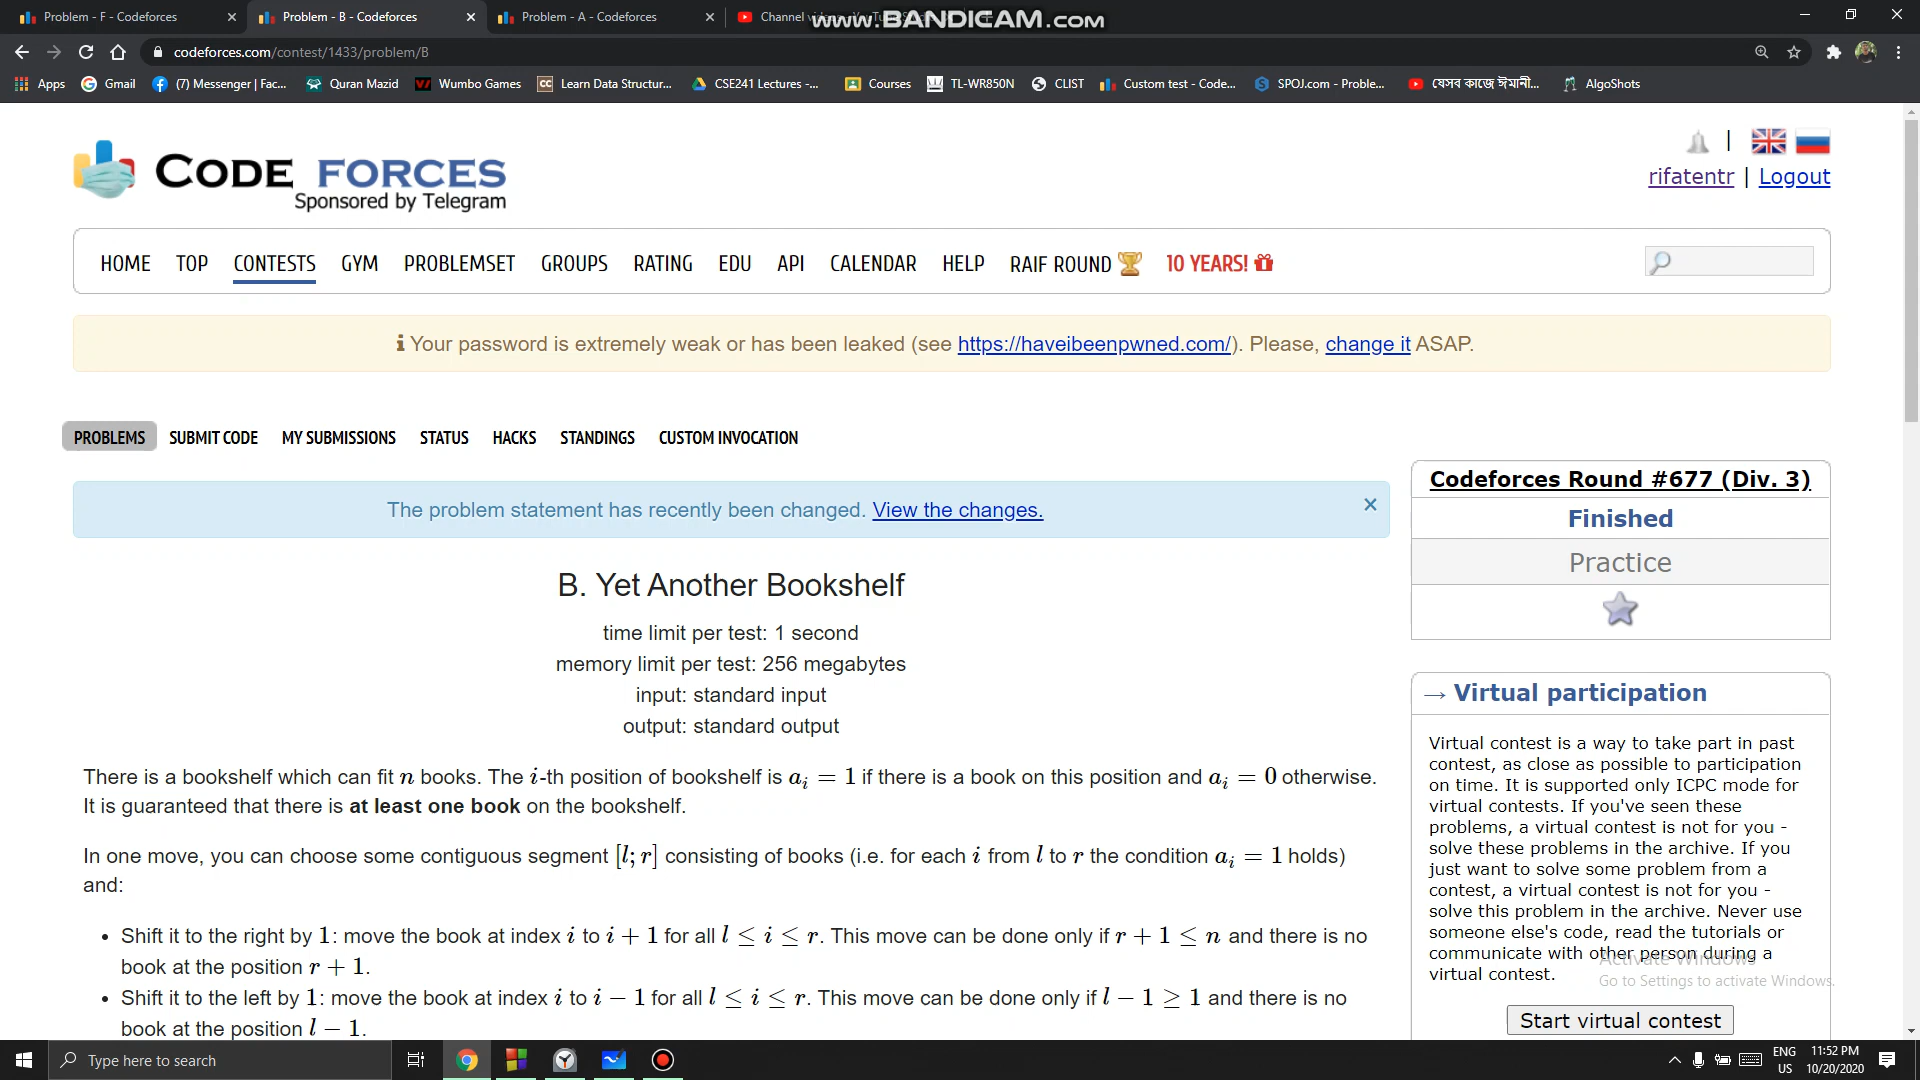 Problem - F - Codeforces
Problem - B - Codeforces
Problem - A - Codeforces
Channel
www.BANDICAM.com
codeforces.com/contest/1433/problem/B
Apps
Gmail
(7) Messenger | Fac...
Quran Mazid
Wumbo Games
Learn Data Structur...
CSE241 Lectures -...
Courses
TL-WR850N
CLIST
Custom test - Code...
SPOJ.com - Proble...
যেসব কাজে ঈমানী...
AlgoShots
CODE FORCES
Sponsored by Telegram
rifatentr | Logout
HOME TOP CONTESTS GYM PROBLEMSET GROUPS RATING EDU API CALENDAR HELP RAIF ROUND 10 YEARS!
Your password is extremely weak or has been leaked (see https://haveibeenpwned.com/). Please, change it ASAP.
PROBLEMS SUBMIT CODE MY SUBMISSIONS STATUS HACKS STANDINGS CUSTOM INVOCATION
The problem statement has recently been changed. View the changes.
B. Yet Another Bookshelf
time limit per test: 1 second
memory limit per test: 256 megabytes
input: standard input
output: standard output
There is a bookshelf which can fit n books. The i-th position of bookshelf is aᵢ = 1 if there is a book on this position and aᵢ = 0 otherwise.
It is guaranteed that there is at least one book on the bookshelf.
In one move, you can choose some contiguous segment [l; r] consisting of books (i.e. for each i from l to r the condition aᵢ = 1 holds)
and:
• Shift it to the right by 1: move the book at index i to i + 1 for all l ≤ i ≤ r. This move can be done only if r + 1 ≤ n and there is no
book at the position r + 1.
• Shift it to the left by 1: move the book at index i to i − 1 for all l ≤ i ≤ r. This move can be done only if l − 1 ≥ 1 and there is no
book at the position l − 1.
Codeforces Round #677 (Div. 3)
Finished
Practice
→ Virtual participation
Virtual contest is a way to take part in past
contest, as close as possible to participation
on time. It is supported only ICPC mode for
virtual contests. If you've seen these
problems, a virtual contest is not for you -
solve these problems in the archive. If you
just want to solve some problem from a
contest, a virtual contest is not for you -
solve this problem in the archive. Never use
someone else's code, read the tutorials or
communicate with other person during a
virtual contest.
Activate Windows
Go to Settings to activate Windows.
Start virtual contest
Type here to search
ENG
US
11:52 PM
10/20/2020